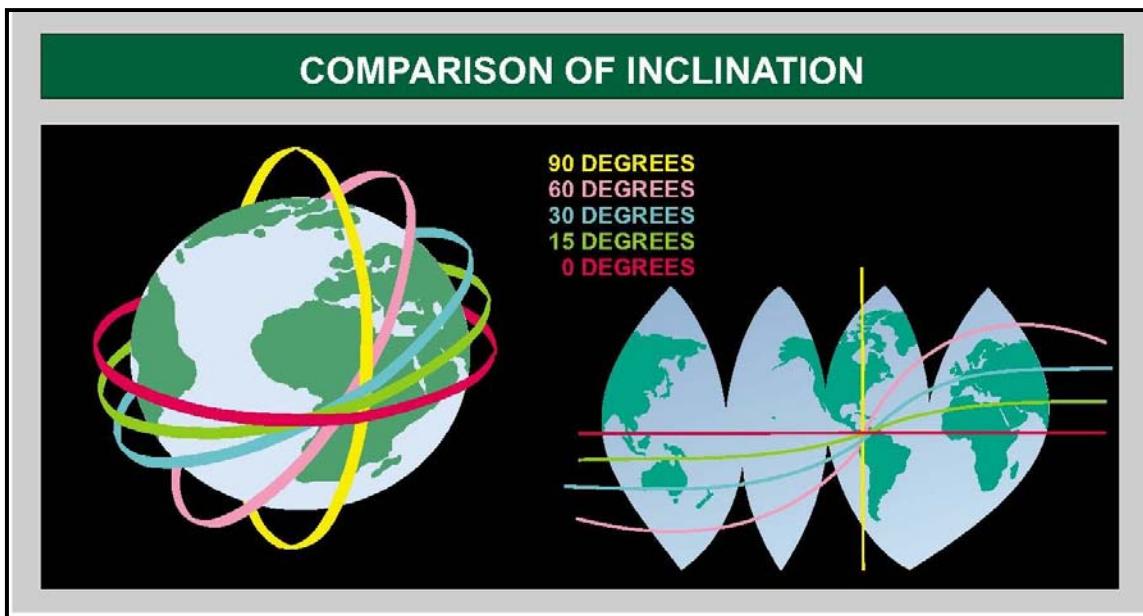 COMPARISON OF INCLINATION
90 DEGREES
60 DEGREES
30 DEGREES
15 DEGREES
0 DEGREES